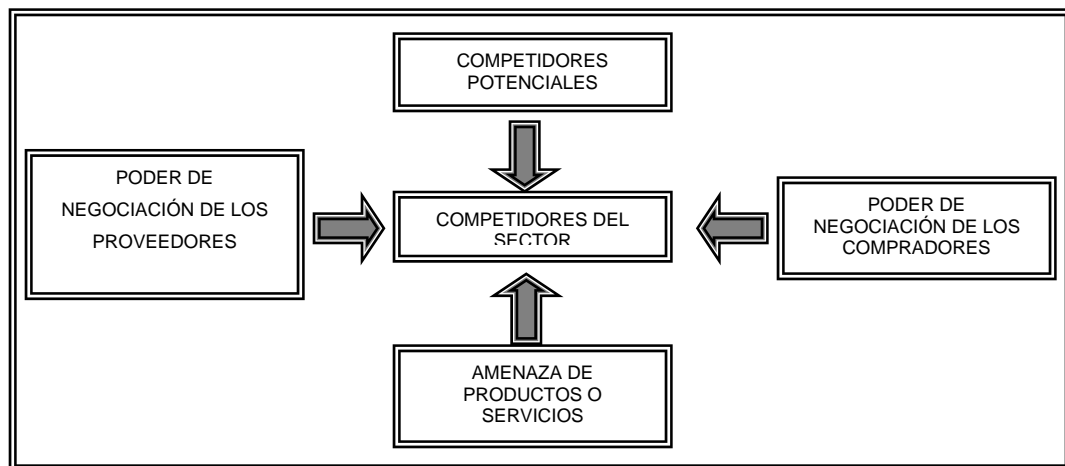 COMPETIDORES
POTENCIALES
PODER DE
NEGOCIACIÓN DE LOS
PROVEEDORES
COMPETIDORES DEL
SECTOR
PODER DE
NEGOCIACIÓN DE LOS
COMPRADORES
AMENAZA DE
PRODUCTOS O
SERVICIOS